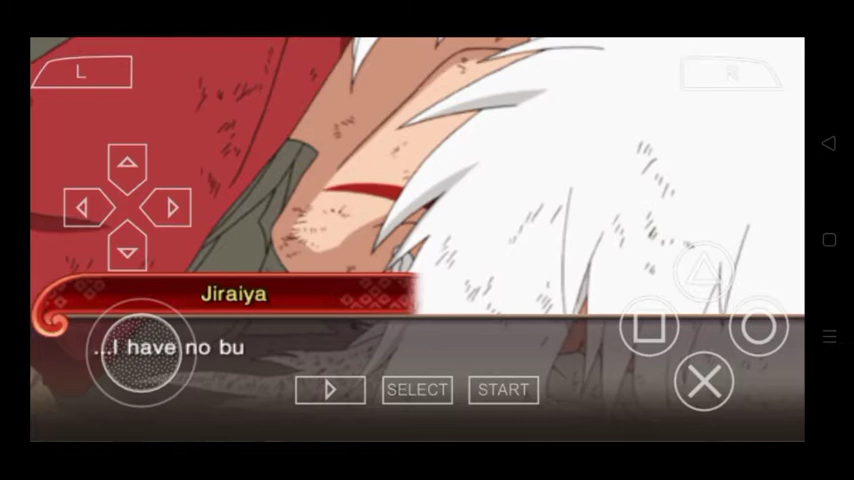 L
R
Jiraiya
...I have no bu
SELECT
START